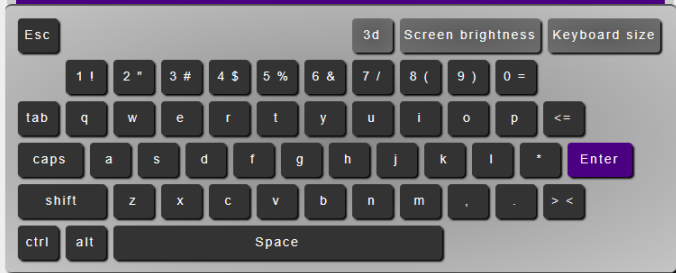 Esc 3d Screen brightness Keyboard size
1 ! 2 " 3 # 4 $ 5 % 6 & 7 / 8 ( 9 ) 0 =
tab q w e r t y u i o p <=
caps a s d f g h j k l * Enter
shift z x c v b n m , . > <
ctrl alt Space